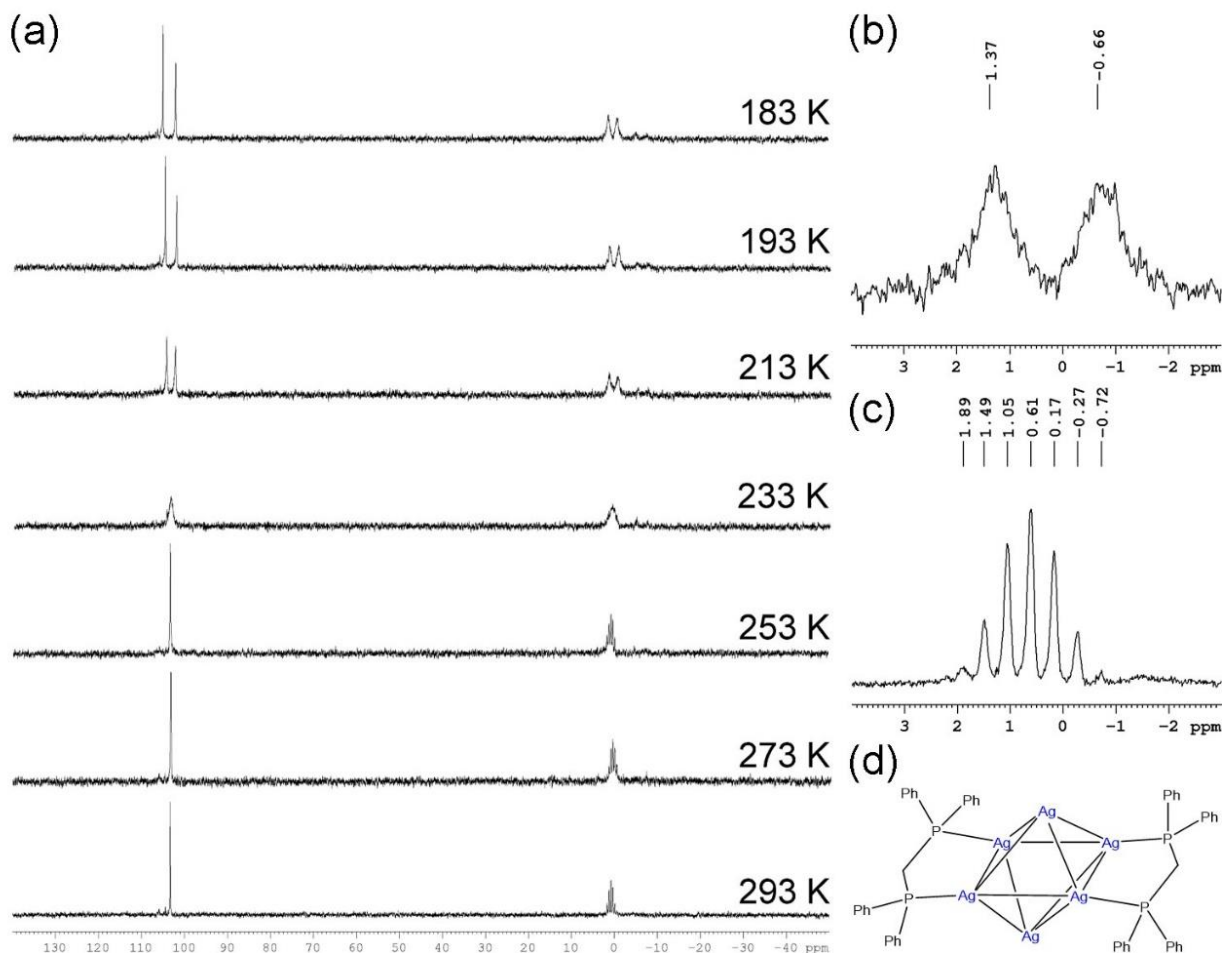 (a)
183 K
193 K
213 K
233 K
253 K
273 K
293 K
130 120 110 100 90 80 70 60 50 40 30 20 10 0 -10 -20 -30 -40 ppm
(b)
1.37
-0.66
3 2 1 0 -1 -2 ppm
(c)
1.89
1.49
1.05
0.61
0.17
-0.27
-0.72
3 2 1 0 -1 -2 ppm
(d)
Ph Ph Ag Ph Ph
P Ag Ag P
P Ag Ag P
Ph Ph
Ph Ag Ph Ph